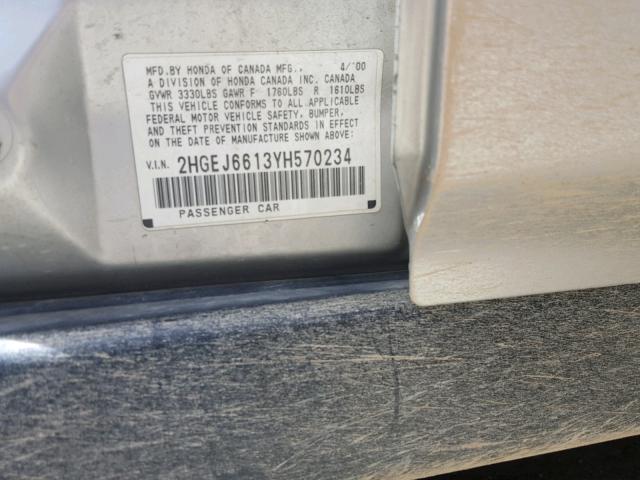 MFD.BY HONDA OF CANADA MFG., 4/00
A DIVISION OF HONDA CANADA INC. CANADA
GVWR 3330LBS GAWR F 1760LBS R 1610LBS
THIS VEHICLE CONFORMS TO ALL APPLICABLE
FEDERAL MOTOR VEHICLE SAFETY, BUMPER,
AND THEFT PREVENTION STANDARDS IN EFFECT
ON THE DATE OF MANUFACTURE SHOWN ABOVE:
V.I.N. 2HGEJ6613YH570234
PASSENGER CAR